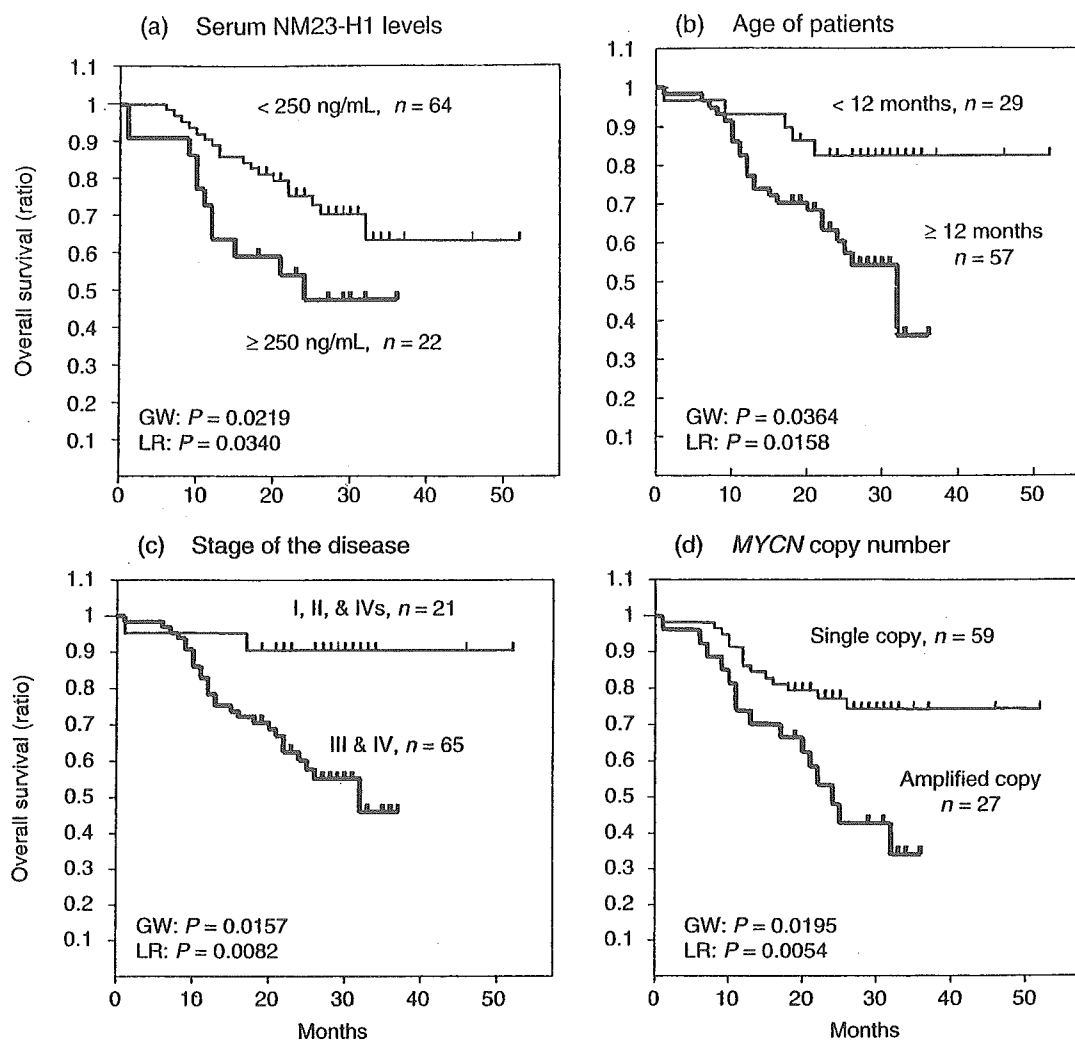 (a) Serum NM23-H1 levels
Overall survival (ratio)
1.1
1
0.9
0.8
0.7
0.6
0.5
0.4
0.3
0.2
0.1
< 250 ng/mL, n = 64
≥ 250 ng/mL, n = 22
GW: P = 0.0219
LR: P = 0.0340
0 10 20 30 40 50
(b) Age of patients
1.1
1
0.9
0.8
0.7
0.6
0.5
0.4
0.3
0.2
0.1
< 12 months, n = 29
≥ 12 months
n = 57
GW: P = 0.0364
LR: P = 0.0158
0 10 20 30 40 50
(c) Stage of the disease
Overall survival (ratio)
1.1
1
0.9
0.8
0.7
0.6
0.5
0.4
0.3
0.2
0.1
I, II, & IVs, n = 21
III & IV, n = 65
GW: P = 0.0157
LR: P = 0.0082
0 10 20 30 40 50
Months
(d) MYCN copy number
1.1
1
0.9
0.8
0.7
0.6
0.5
0.4
0.3
0.2
0.1
Single copy, n = 59
Amplified copy
n = 27
GW: P = 0.0195
LR: P = 0.0054
0 10 20 30 40 50
Months